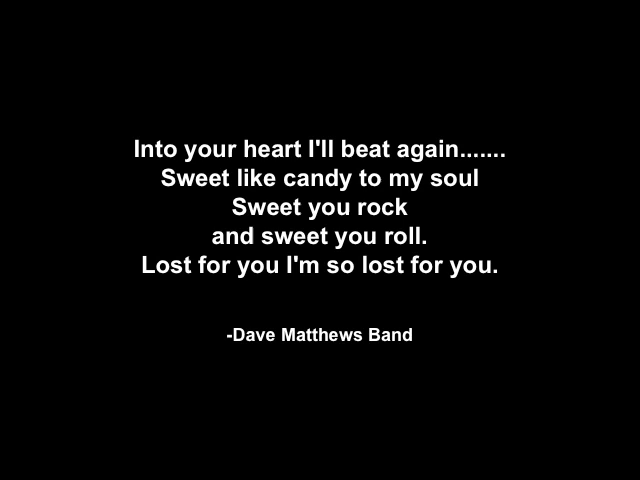 Into your heart I'll beat again.......
Sweet like candy to my soul
Sweet you rock
and sweet you roll.
Lost for you I'm so lost for you.
-Dave Matthews Band